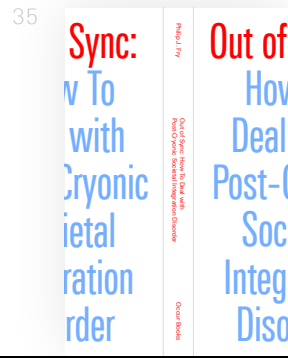 35
Sync:
w To
with
Cryonic
ietal
ration
rder
Philip J. Fry
Out of Sync: How To Deal with
Post-Cryonic Societal Integration Disorder
Occur Books
Out of
How
Deal
Post-C
Soc
Integ
Diso